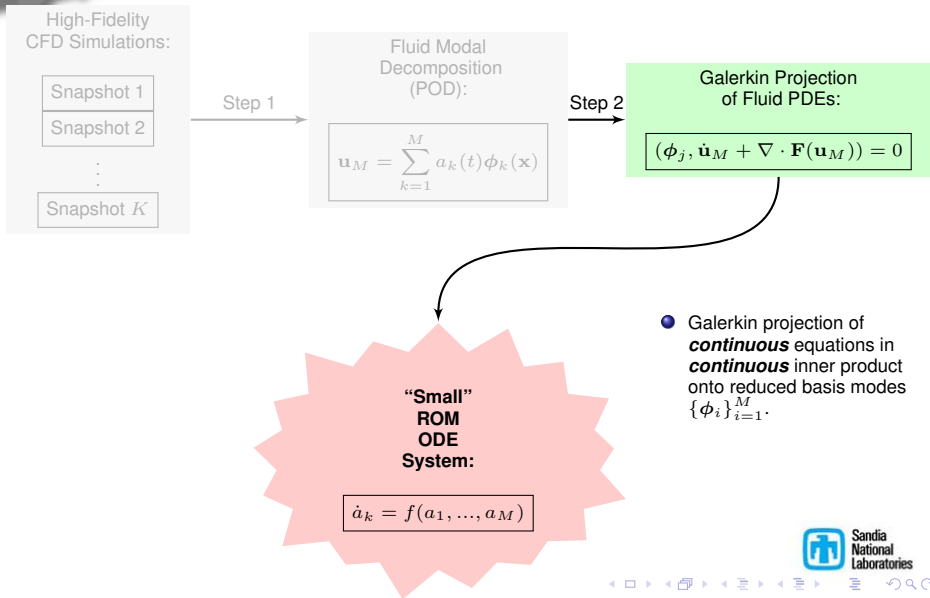 High-Fidelity
CFD Simulations:
Snapshot 1
Snapshot 2
⋮
Snapshot K
Step 1
Fluid Modal
Decomposition
(POD):
u_M = ∑_{k=1}^{M} a_k(t)ϕ_k(x)
Step 2
Galerkin Projection
of Fluid PDEs:
(ϕ_j, u̇_M + ∇ · F(u_M)) = 0
Galerkin projection of
continuous equations in
continuous inner product
onto reduced basis modes
{ϕ_i}_{i=1}^{M}.
“Small”
ROM
ODE
System:
ȧ_k = f(a_1, ..., a_M)
Sandia
National
Laboratories